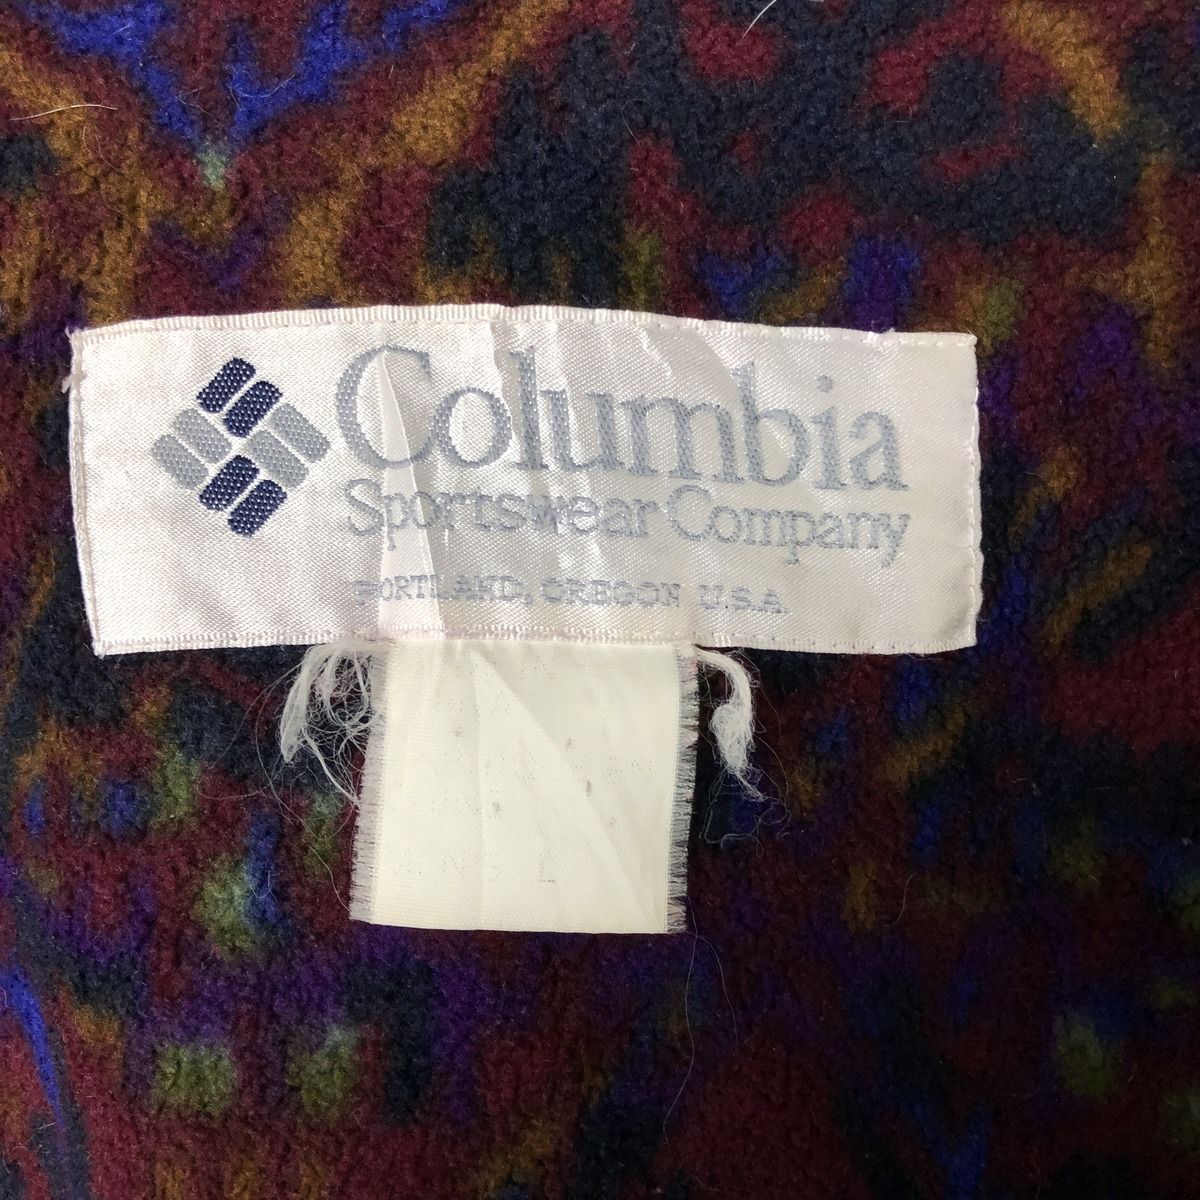 Columbia
Sportswear Company
PORTLAND, OREGON U.S.A.